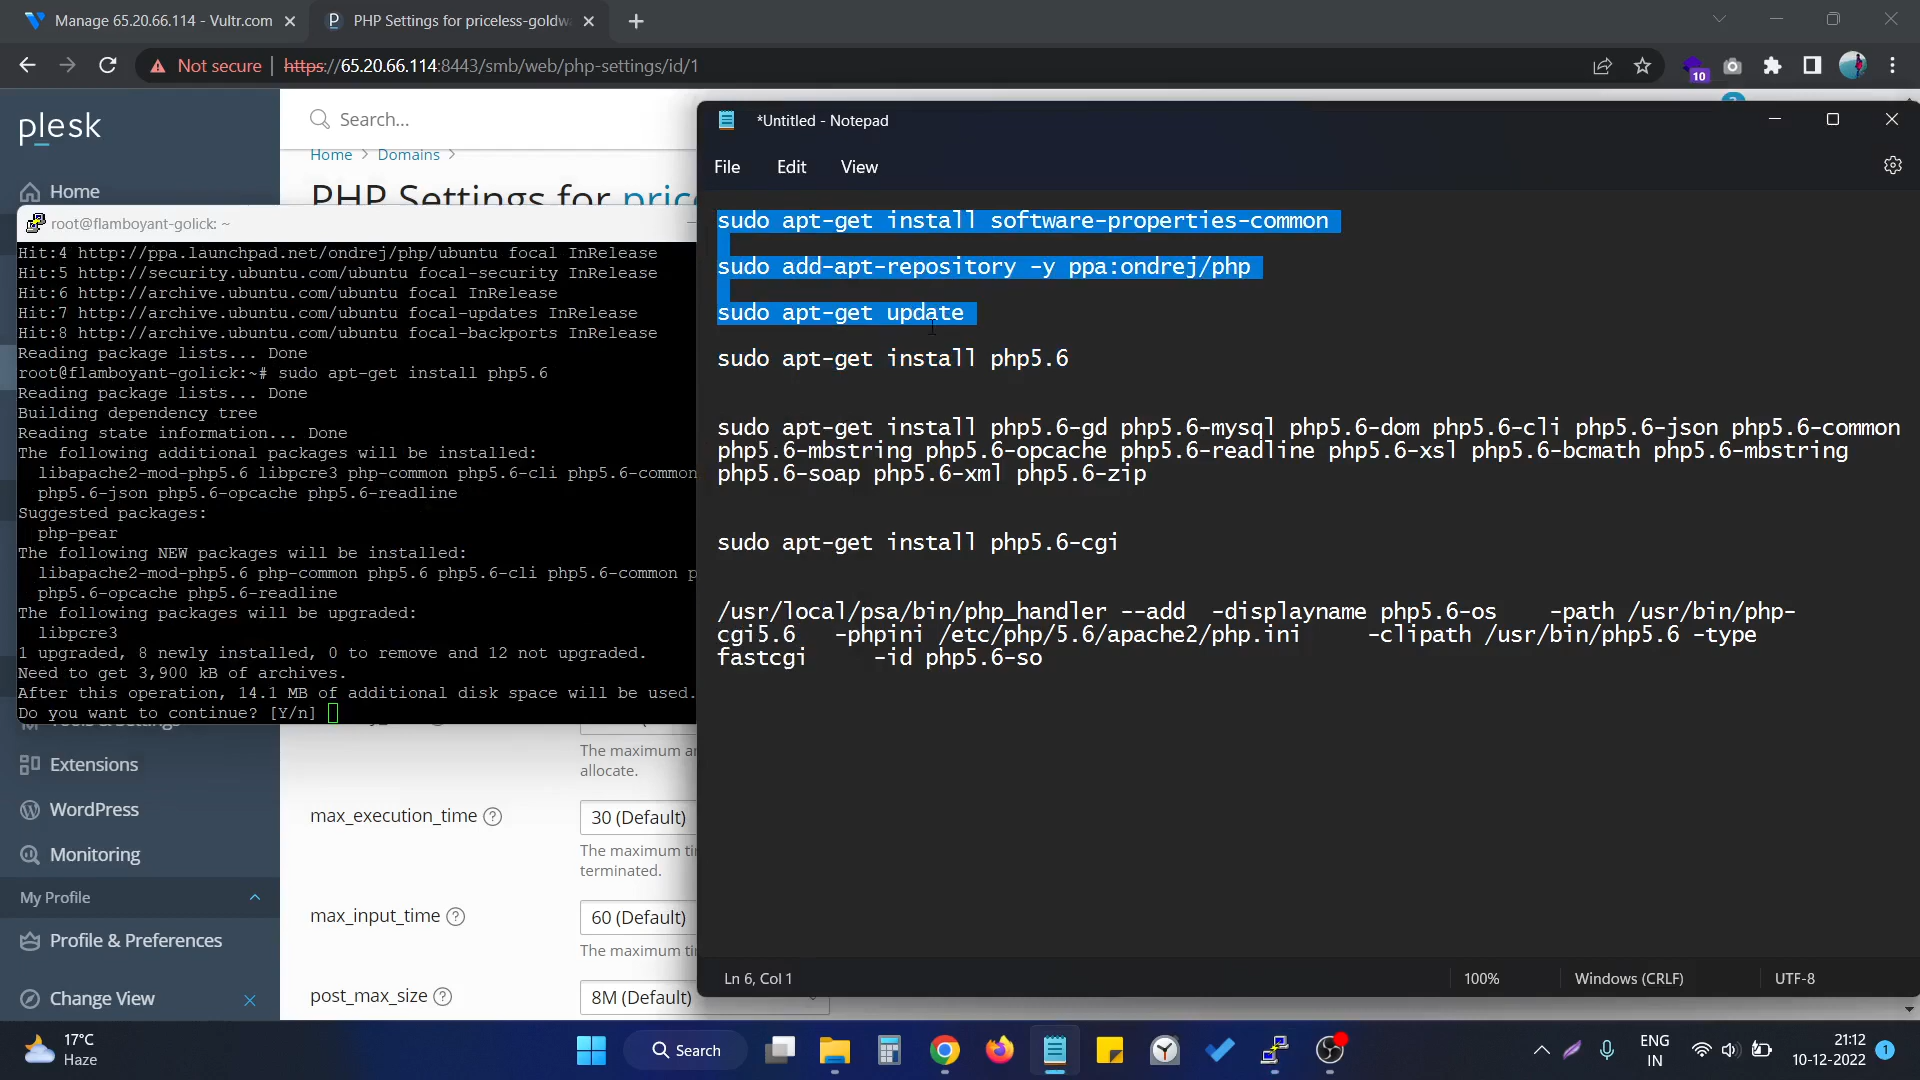 Manage 65.20.66.114 - Vultr.com
PHP Settings for priceless-goldw
Not secure
https://65.20.66.114:8443/smb/web/php-settings/id/1
10
plesk
Search...
Home > Domains >
PHP Settings for pric
Home
Extensions
WordPress
Monitoring
My Profile
Profile & Preferences
Change View
root@flamboyant-golick: ~
Hit:4 http://ppa.launchpad.net/ondrej/php/ubuntu focal InRelease
Hit:5 http://security.ubuntu.com/ubuntu focal-security InRelease
Hit:6 http://archive.ubuntu.com/ubuntu focal InRelease
Hit:7 http://archive.ubuntu.com/ubuntu focal-updates InRelease
Hit:8 http://archive.ubuntu.com/ubuntu focal-backports InRelease
Reading package lists... Done
root@flamboyant-golick:~# sudo apt-get install php5.6
Reading package lists... Done
Building dependency tree
Reading state information... Done
The following additional packages will be installed:
libapache2-mod-php5.6 libpcre3 php-common php5.6-cli php5.6-common
php5.6-json php5.6-opcache php5.6-readline
Suggested packages:
php-pear
The following NEW packages will be installed:
libapache2-mod-php5.6 php-common php5.6 php5.6-cli php5.6-common p
php5.6-opcache php5.6-readline
The following packages will be upgraded:
libpcre3
1 upgraded, 8 newly installed, 0 to remove and 12 not upgraded.
Need to get 3,900 kB of archives.
After this operation, 14.1 MB of additional disk space will be used.
Do you want to continue? [Y/n]
The maximum a
allocate.
max_execution_time
30 (Default)
The maximum ti
terminated.
max_input_time
60 (Default)
The maximum ti
post_max_size
8M (Default)
*Untitled - Notepad
File Edit View
sudo apt-get install software-properties-common
sudo add-apt-repository -y ppa:ondrej/php
sudo apt-get update
sudo apt-get install php5.6
sudo apt-get install php5.6-gd php5.6-mysql php5.6-dom php5.6-cli php5.6-json php5.6-common
php5.6-mbstring php5.6-opcache php5.6-readline php5.6-xsl php5.6-bcmath php5.6-mbstring
php5.6-soap php5.6-xml php5.6-zip
sudo apt-get install php5.6-cgi
/usr/local/psa/bin/php_handler --add -displayname php5.6-os -path /usr/bin/php-
cgi5.6 -phpini /etc/php/5.6/apache2/php.ini -clipath /usr/bin/php5.6 -type
fastcgi -id php5.6-so
Ln 6, Col 1
100%
Windows (CRLF)
UTF-8
17°C
Haze
Search
ENG
IN
21:12
10-12-2022
1